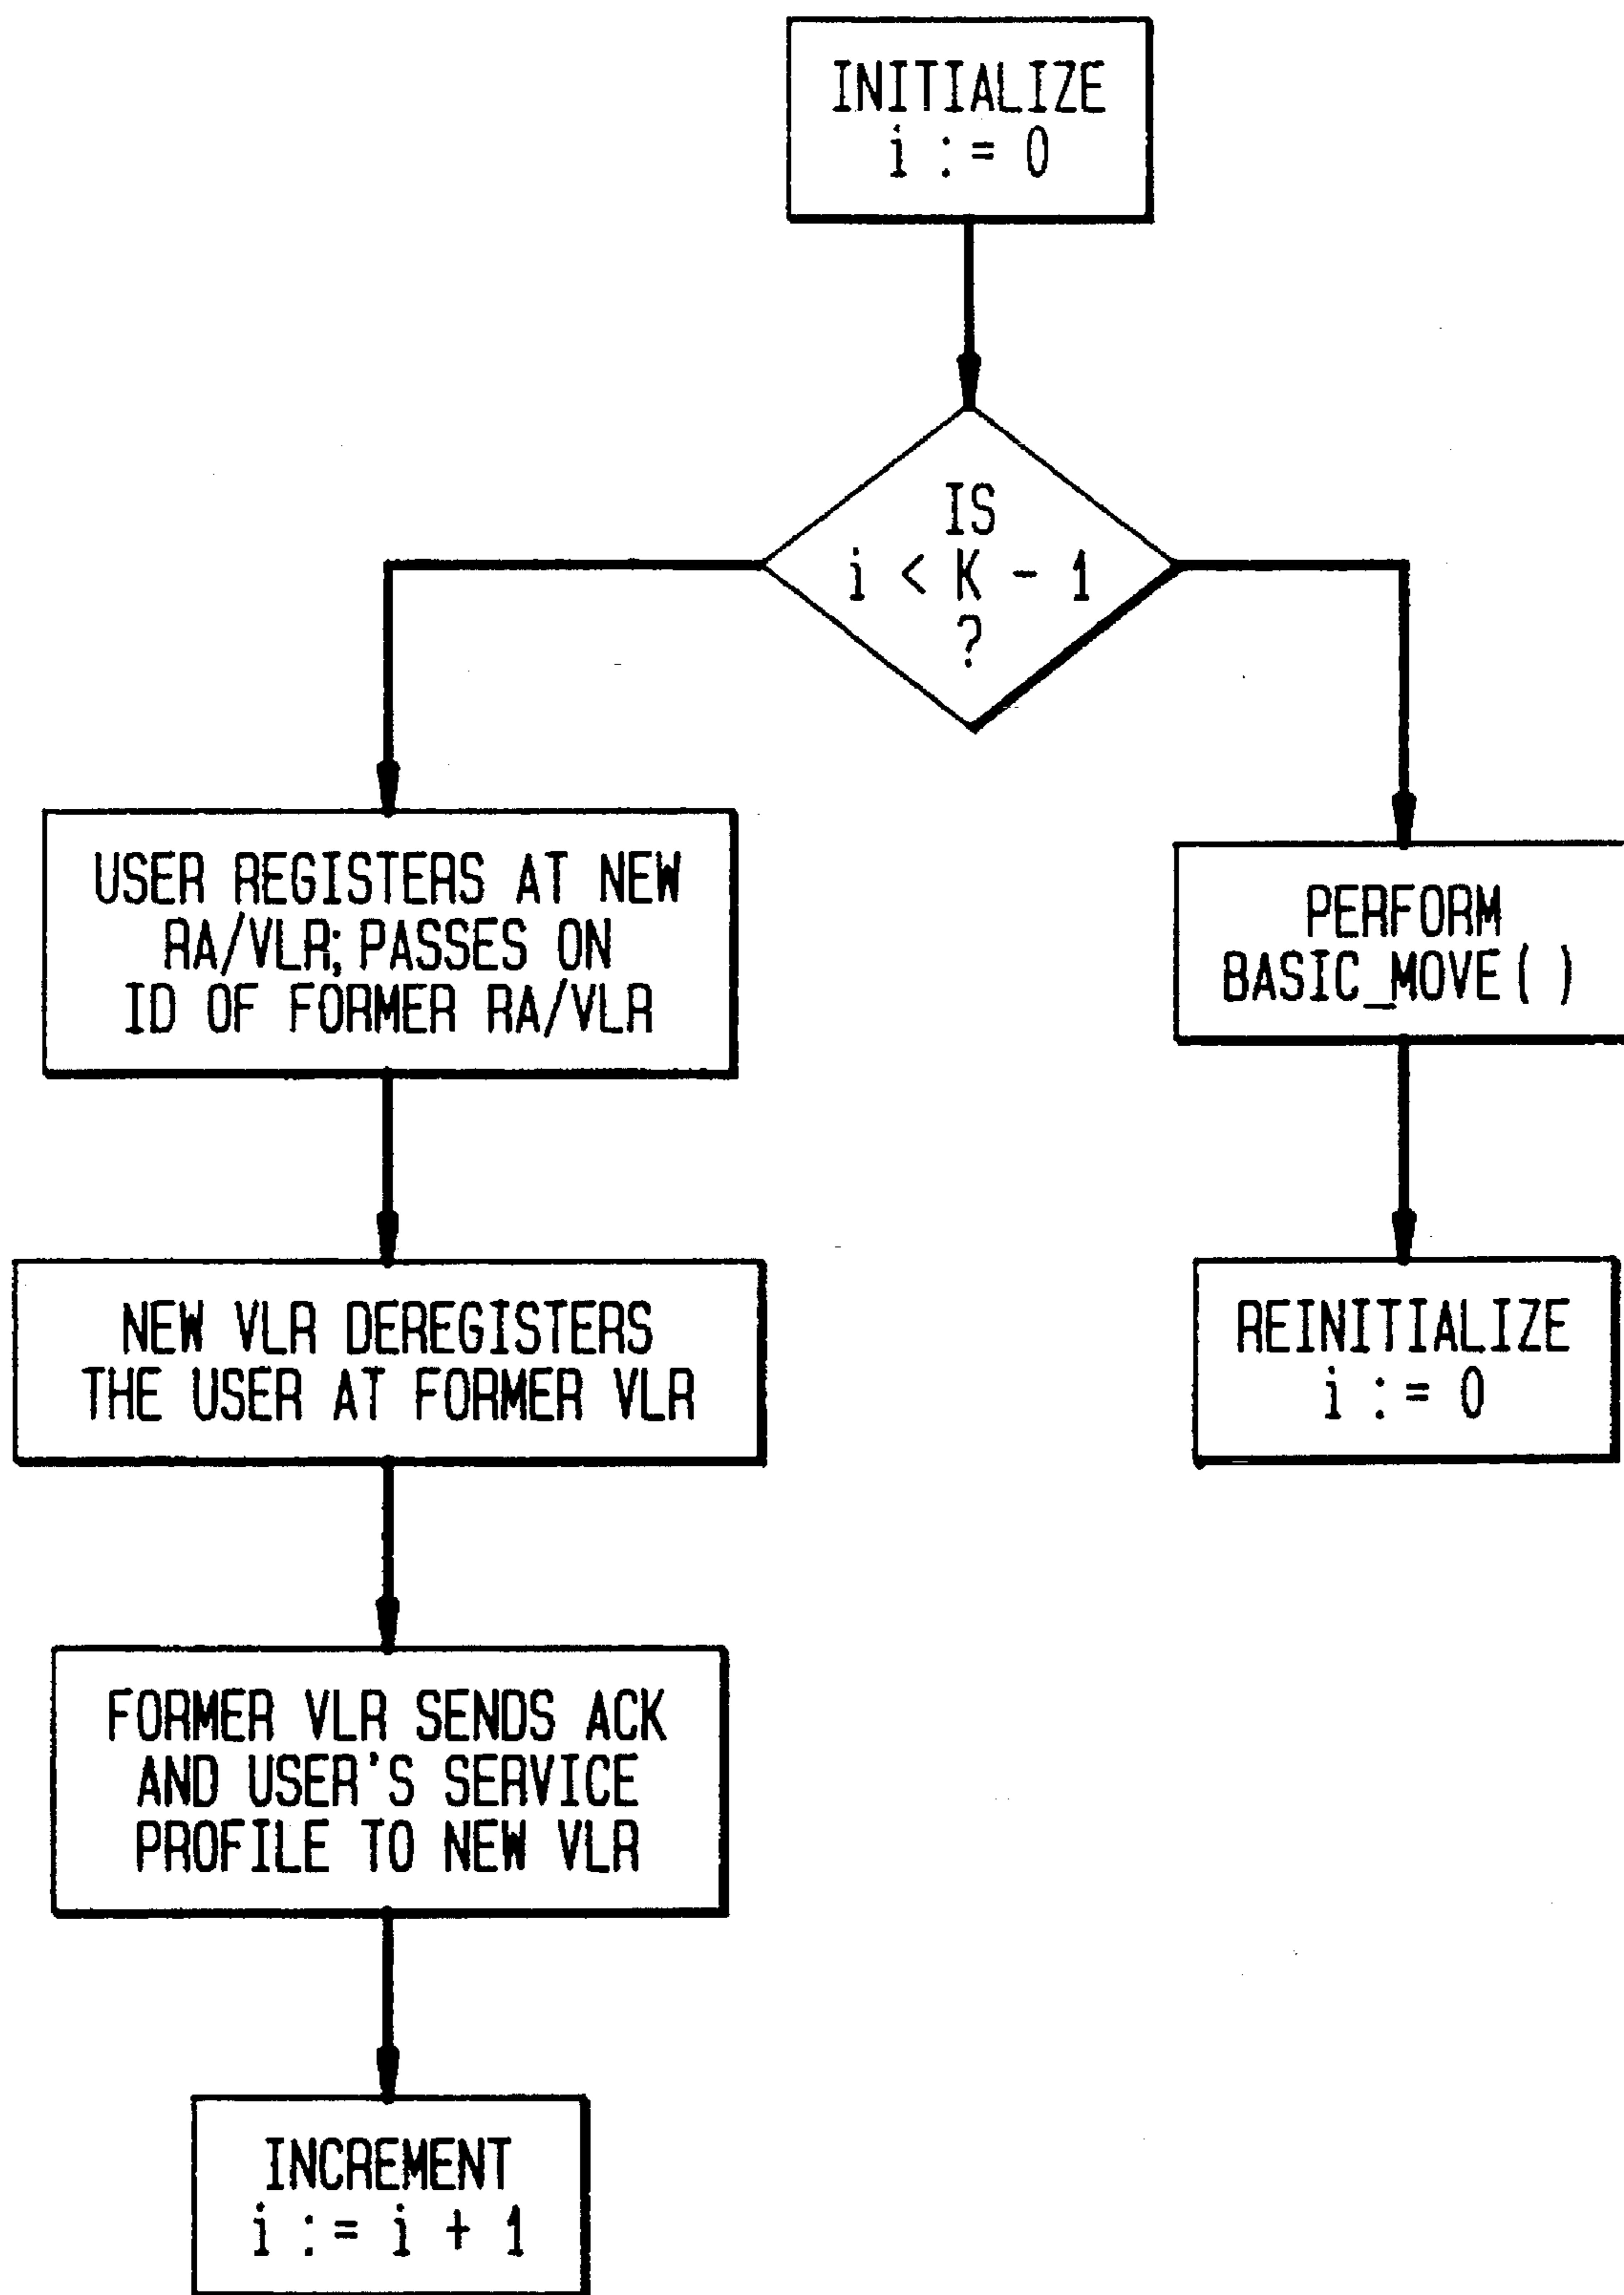 INITIALIZE
i := 0
IS
i < K - 1
?
USER REGISTERS AT NEW
RA/VLR; PASSES ON
ID OF FORMER RA/VLR
PERFORM
BASIC_MOVE( )
NEW VLR DEREGISTERS
THE USER AT FORMER VLR
REINITIALIZE
i := 0
FORMER VLR SENDS ACK
AND USER'S SERVICE
PROFILE TO NEW VLR
INCREMENT
i := i + 1